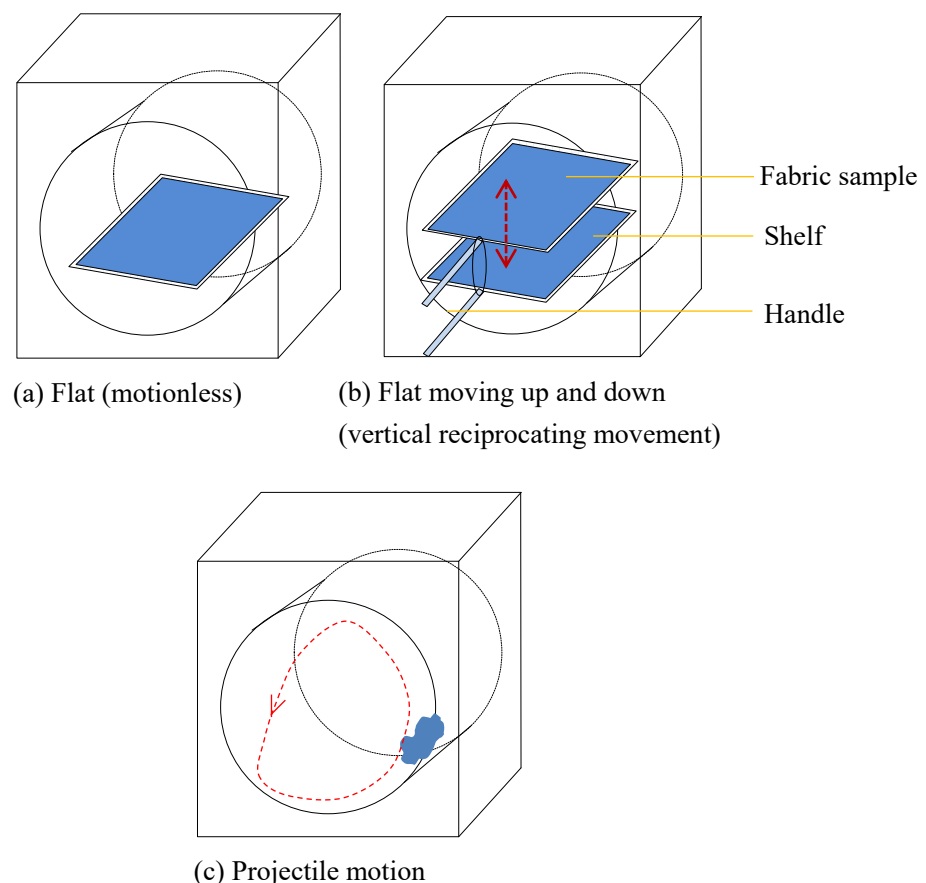 Fabric sample
Shelf
Handle
(a) Flat (motionless)
(b) Flat moving up and down
(vertical reciprocating movement)
(c) Projectile motion